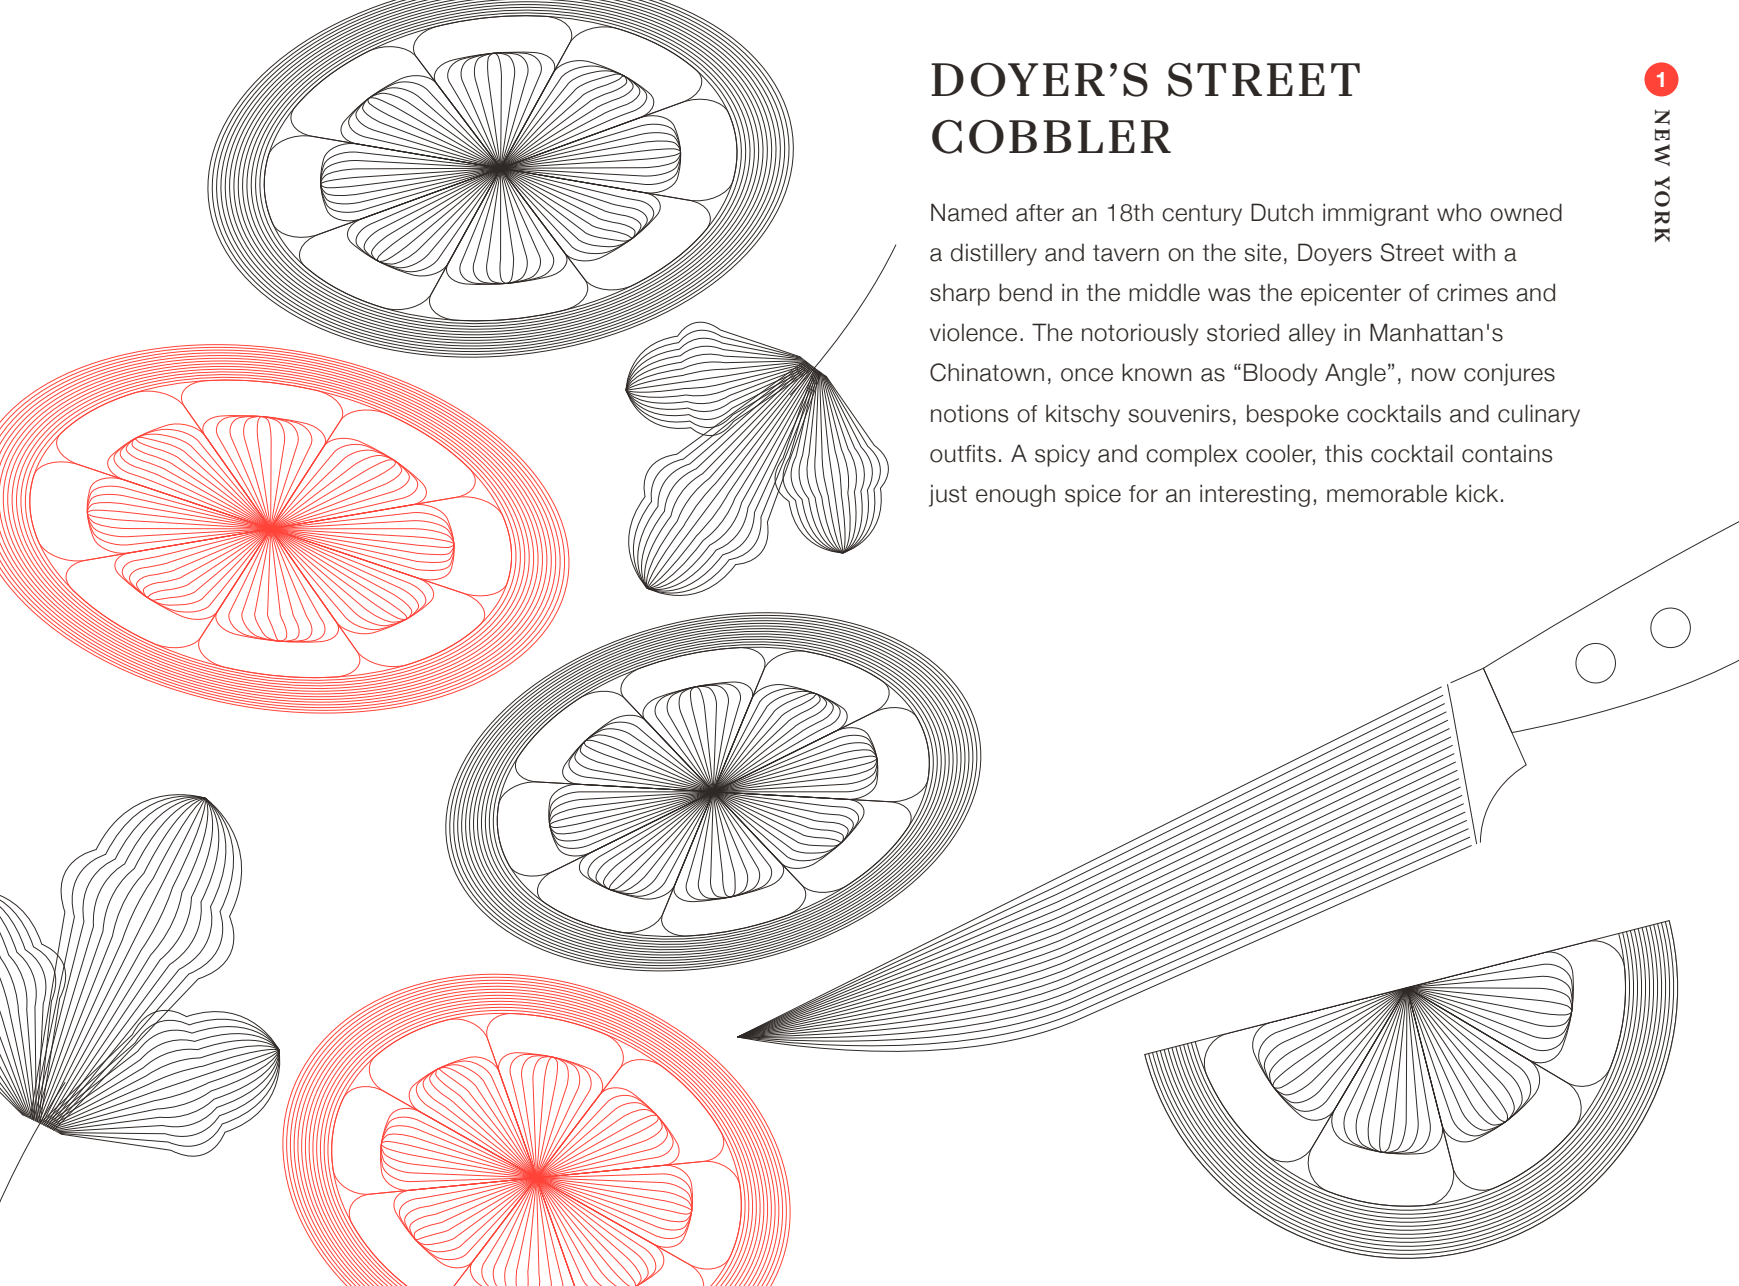 DOYER’S STREET
COBBLER
Named after an 18th century Dutch immigrant who owned
a distillery and tavern on the site, Doyers Street with a
sharp bend in the middle was the epicenter of crimes and
violence. The notoriously storied alley in Manhattan's
Chinatown, once known as “Bloody Angle”, now conjures
notions of kitschy souvenirs, bespoke cocktails and culinary
outfits. A spicy and complex cooler, this cocktail contains
just enough spice for an interesting, memorable kick.
1
NEW YORK